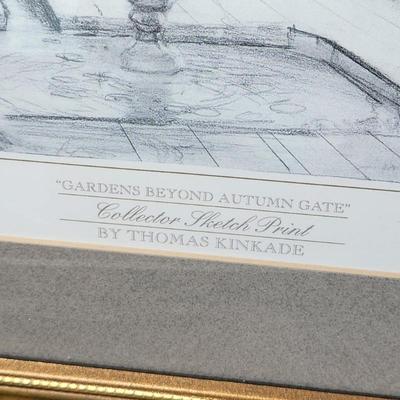 "GARDENS BEYOND AUTUMN GATE"
Collector Sketch Print
BY THOMAS KINKADE